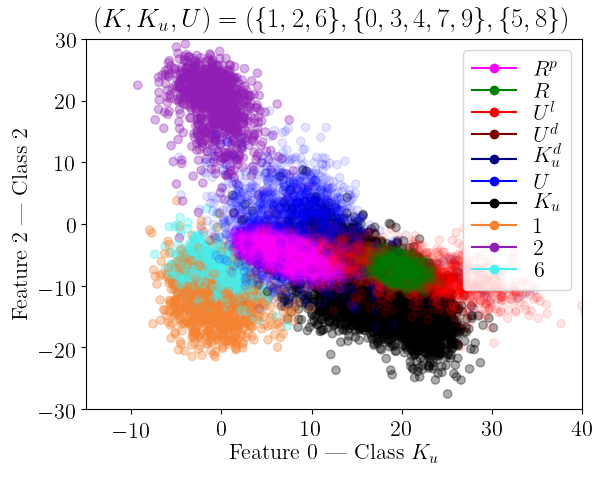 (K, K_u, U) = ({1, 2, 6}, {0, 3, 4, 7, 9}, {5, 8})
30
20
10
0
−10
−20
−30
Feature 2 — Class 2
R^p
R
U^l
U^d
K_u^d
U
K_u
1
2
6
−10 0 10 20 30 40
Feature 0 — Class K_u